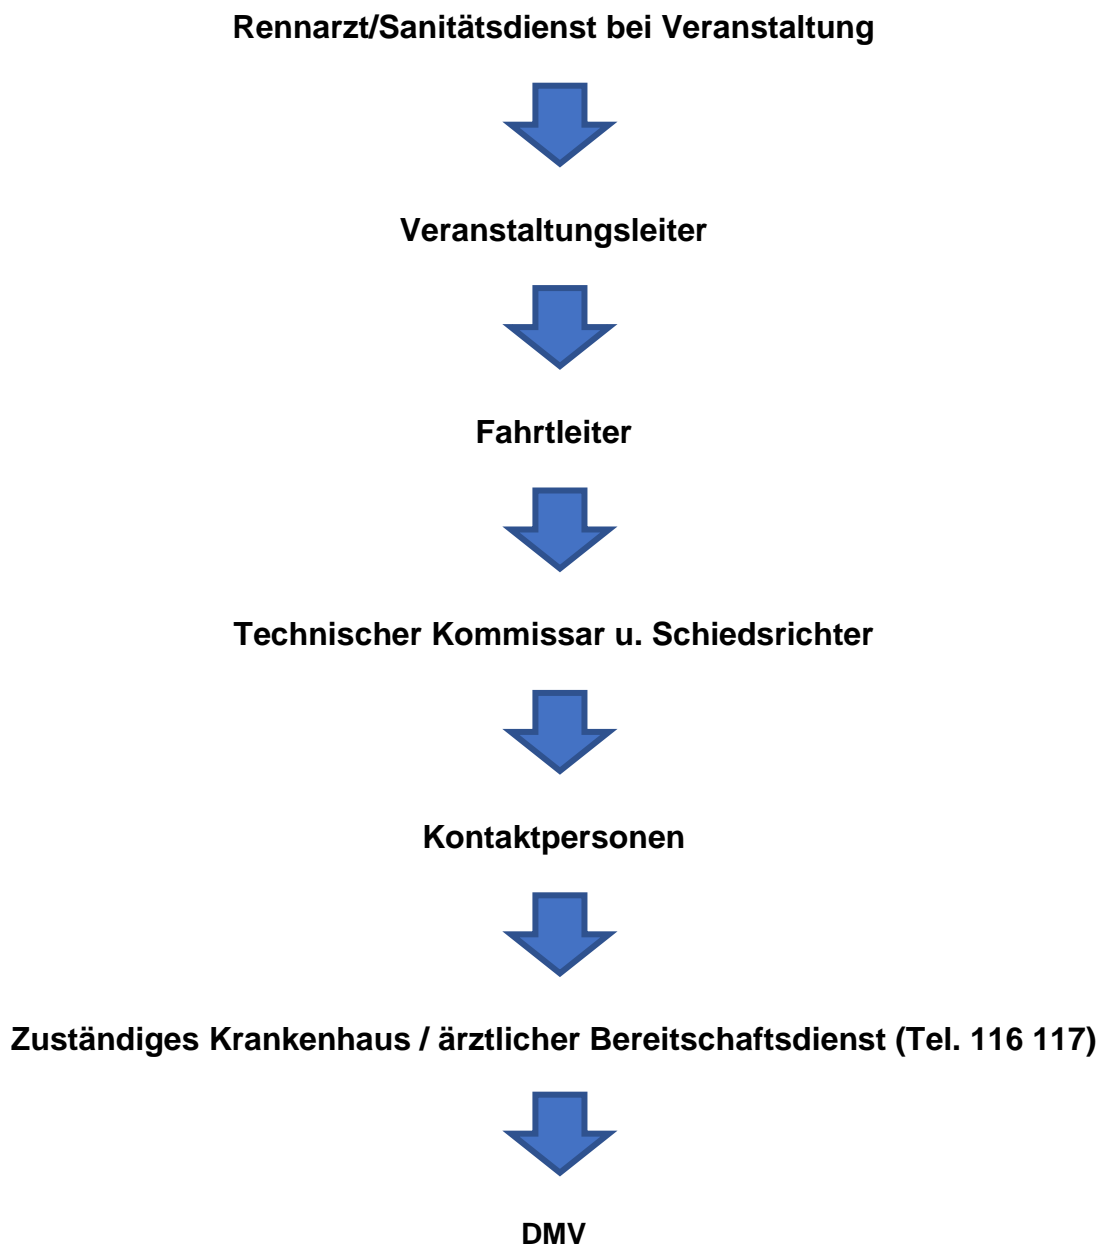 Rennarzt/Sanitätsdienst bei Veranstaltung
Veranstaltungsleiter
Fahrtleiter
Technischer Kommissar u. Schiedsrichter
Kontaktpersonen
Zuständiges Krankenhaus / ärztlicher Bereitschaftsdienst (Tel. 116 117)
DMV